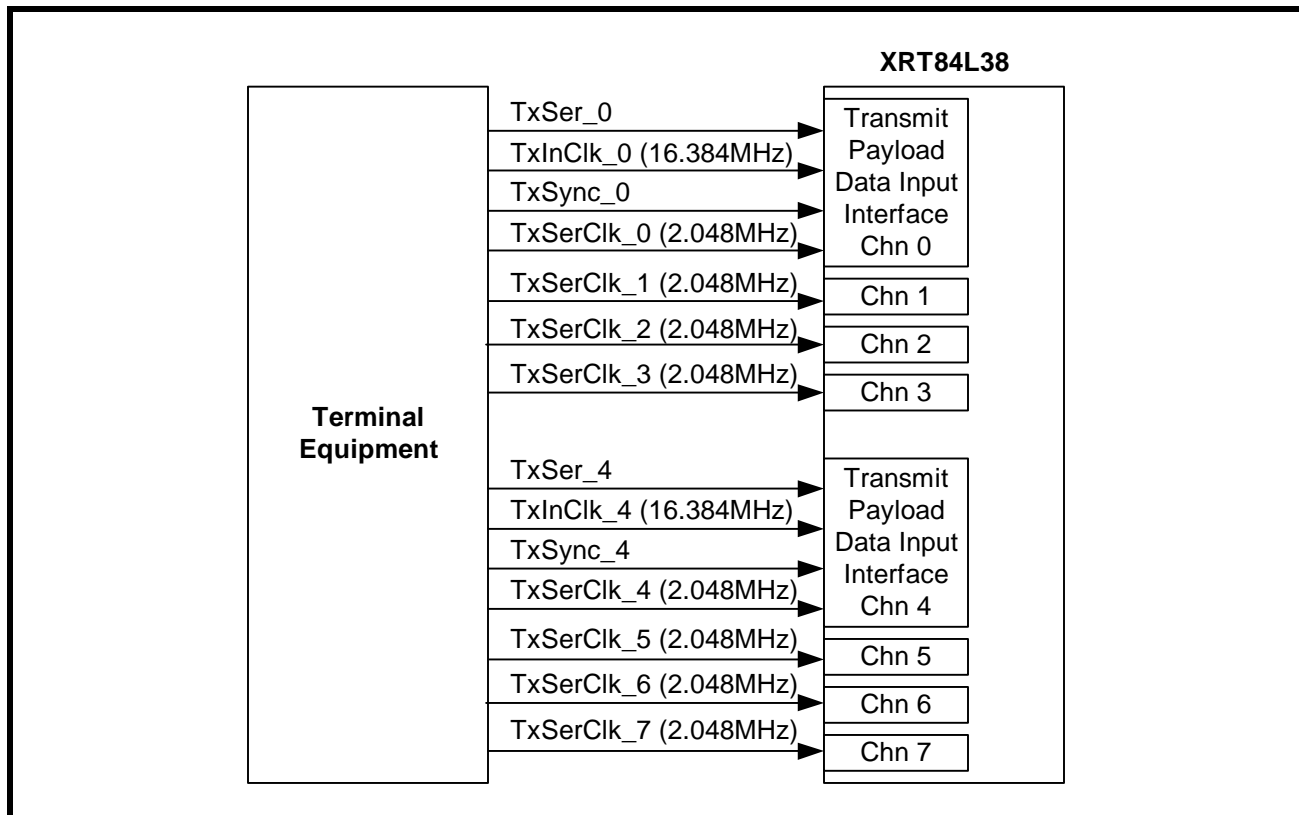 XRT84L38
TxSer_0
TxInClk_0 (16.384MHz)
TxSync_0
TxSerClk_0 (2.048MHz)
Transmit
Payload
Data Input
Interface
Chn 0
TxSerClk_1 (2.048MHz)
Chn 1
TxSerClk_2 (2.048MHz)
Chn 2
TxSerClk_3 (2.048MHz)
Chn 3
Terminal
Equipment
TxSer_4
TxInClk_4 (16.384MHz)
TxSync_4
TxSerClk_4 (2.048MHz)
Transmit
Payload
Data Input
Interface
Chn 4
TxSerClk_5 (2.048MHz)
Chn 5
TxSerClk_6 (2.048MHz)
Chn 6
TxSerClk_7 (2.048MHz)
Chn 7